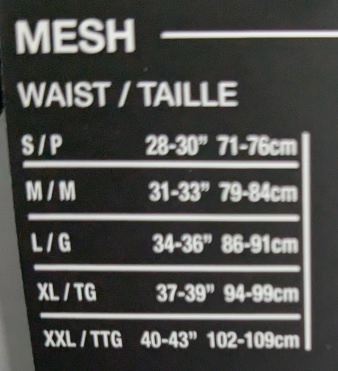 MESH
WAIST / TAILLE
S / P 28-30” 71-76cm
M / M 31-33” 79-84cm
L / G 34-36” 86-91cm
XL / TG 37-39” 94-99cm
XXL / TTG 40-43” 102-109cm